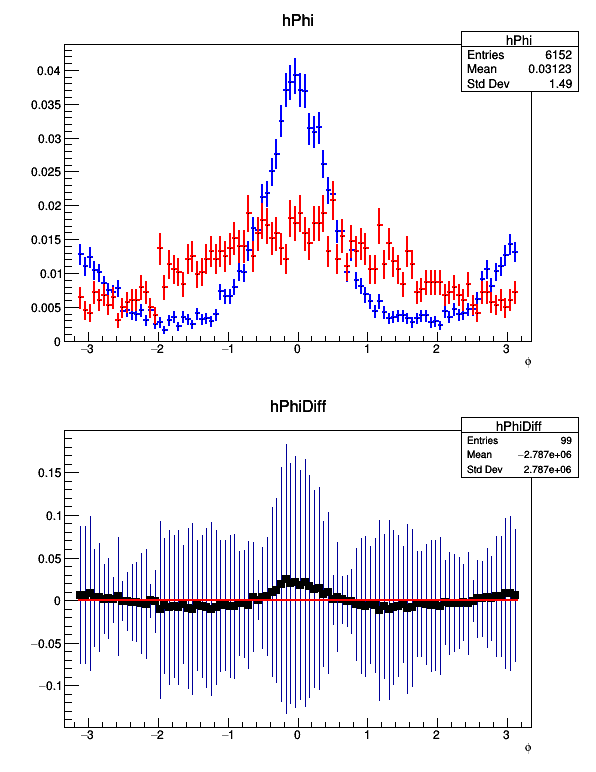 hPhi
hPhi
Entries 6152
Mean 0.03123
Std Dev 1.49
0.04
0.035
0.03
0.025
0.02
0.015
0.01
0.005
0
−3 −2 −1 0 1 2 3
ϕ
hPhiDiff
hPhiDiff
Entries 99
Mean −2.787e+06
Std Dev 2.787e+06
0.15
0.1
0.05
0
−0.05
−0.1
−3 −2 −1 0 1 2 3
ϕ